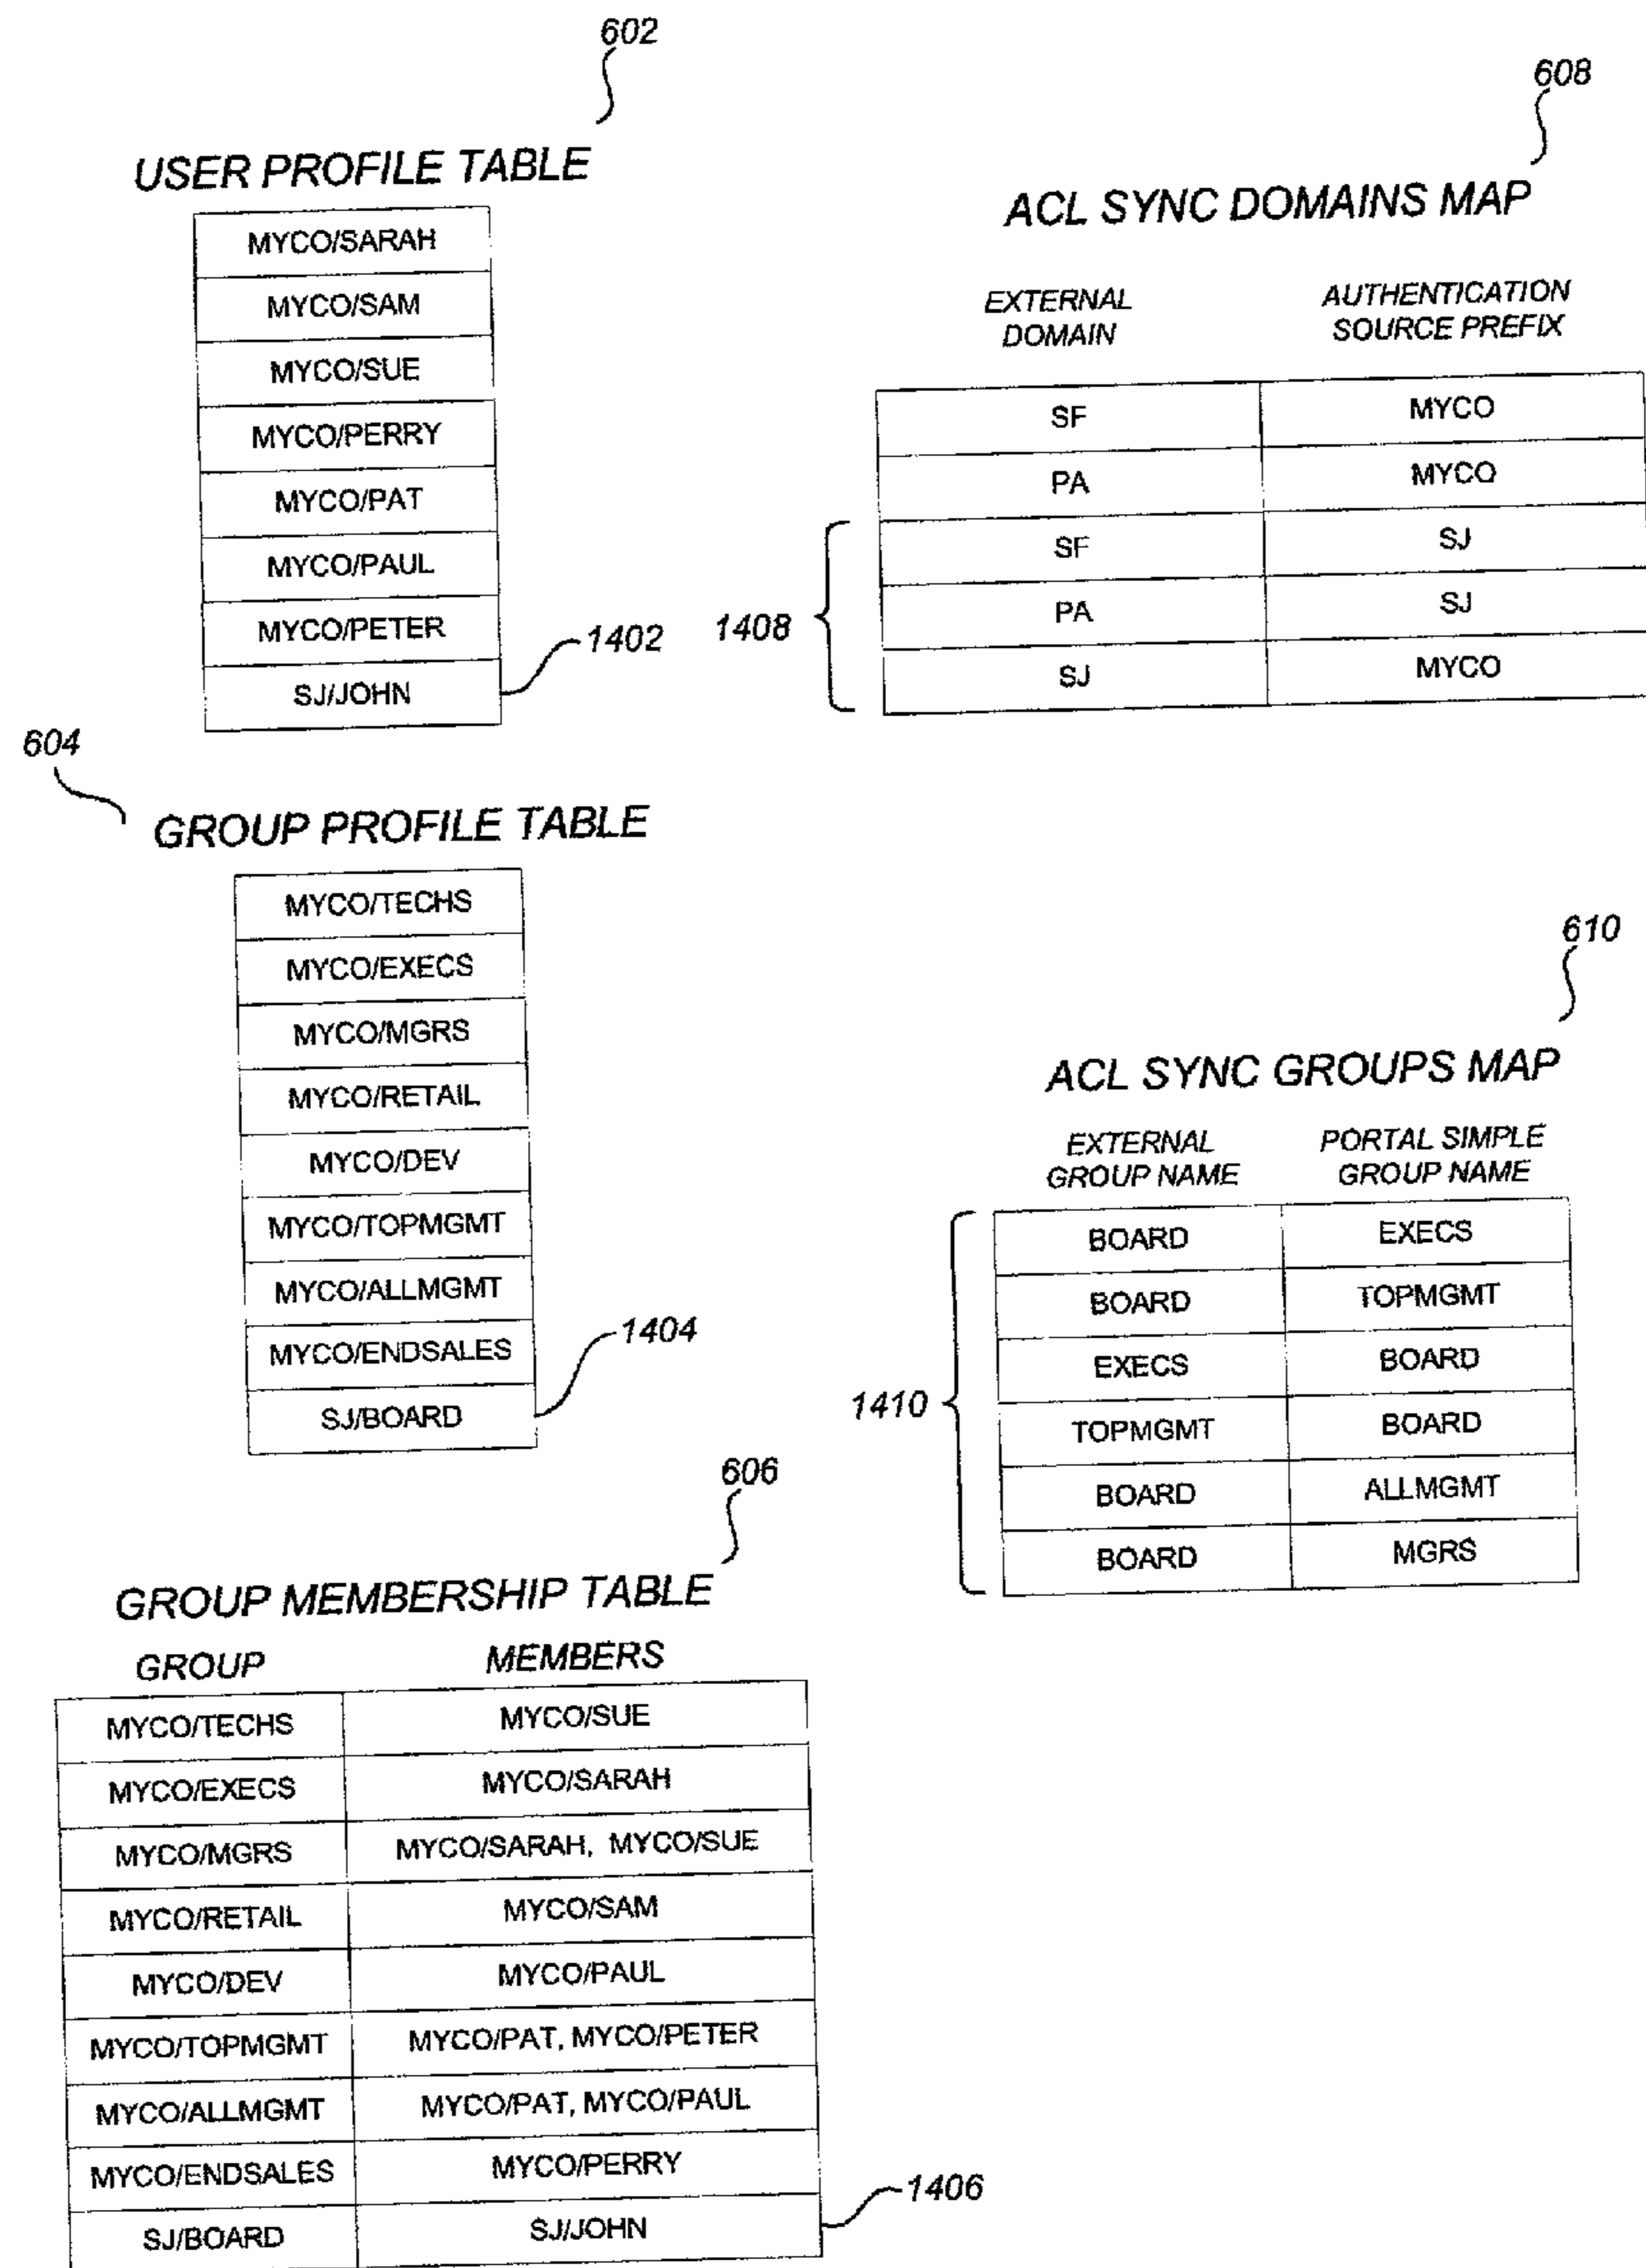 602
USER PROFILE TABLE
MYCO/SARAH
MYCO/SAM
MYCO/SUE
MYCO/PERRY
MYCO/PAT
MYCO/PAUL
MYCO/PETER
SJ/JOHN
1402
608
ACL SYNC DOMAINS MAP
EXTERNAL DOMAIN
AUTHENTICATION SOURCE PREFIX
SF MYCO
PA MYCO
SF SJ
PA SJ
SJ MYCO
1408
604
GROUP PROFILE TABLE
MYCO/TECHS
MYCO/EXECS
MYCO/MGRS
MYCO/RETAIL
MYCO/DEV
MYCO/TOPMGMT
MYCO/ALLMGMT
MYCO/ENDSALES
SJ/BOARD
1404
610
ACL SYNC GROUPS MAP
EXTERNAL GROUP NAME
PORTAL SIMPLE GROUP NAME
BOARD EXECS
BOARD TOPMGMT
EXECS BOARD
TOPMGMT BOARD
BOARD ALLMGMT
BOARD MGRS
1410
606
GROUP MEMBERSHIP TABLE
GROUP MEMBERS
MYCO/TECHS MYCO/SUE
MYCO/EXECS MYCO/SARAH
MYCO/MGRS MYCO/SARAH, MYCO/SUE
MYCO/RETAIL MYCO/SAM
MYCO/DEV MYCO/PAUL
MYCO/TOPMGMT MYCO/PAT, MYCO/PETER
MYCO/ALLMGMT MYCO/PAT, MYCO/PAUL
MYCO/ENDSALES MYCO/PERRY
SJ/BOARD SJ/JOHN
1406